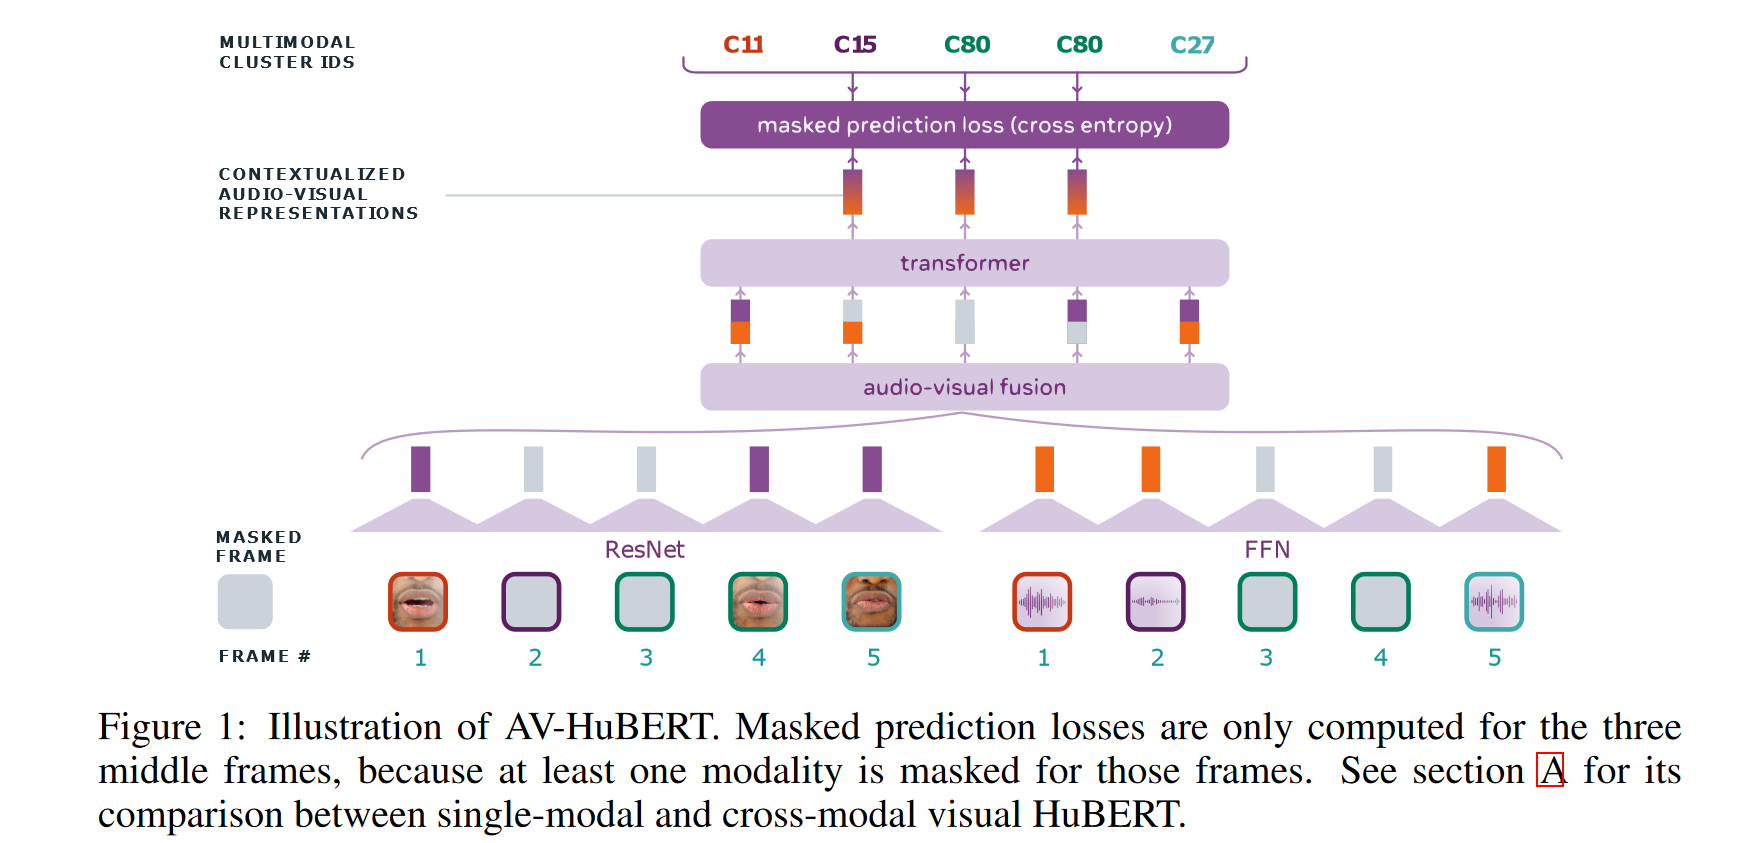 MULTIMODAL
CLUSTER IDS
C11 C15 C80 C80 C27
masked prediction loss (cross entropy)
CONTEXTUALIZED
AUDIO-VISUAL
REPRESENTATIONS
transformer
audio-visual fusion
MASKED
FRAME
ResNet FFN
FRAME # 1 2 3 4 5 1 2 3 4 5
Figure 1: Illustration of AV-HuBERT. Masked prediction losses are only computed for the three
middle frames, because at least one modality is masked for those frames. See section A for its
comparison between single-modal and cross-modal visual HuBERT.